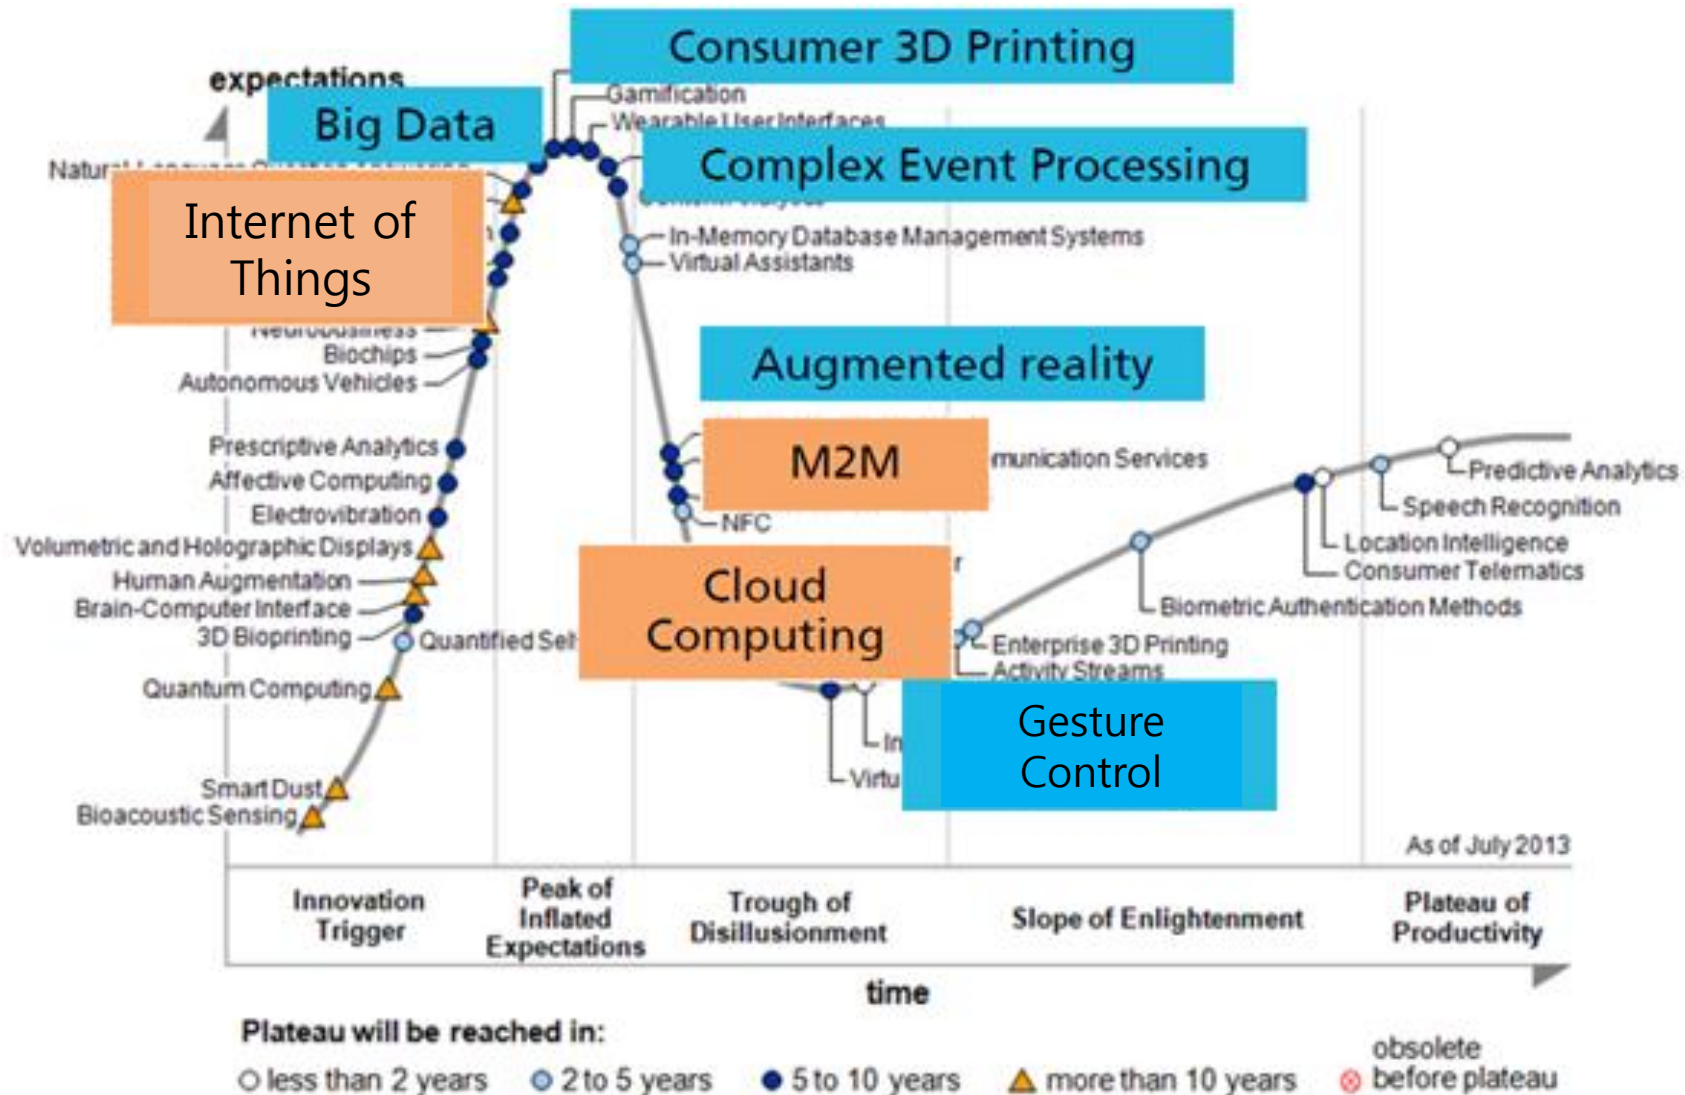 Consumer 3D Printing
expectations
Gamification
Big Data
Wearable User Interfaces
Complex Event Processing
Internet of
Things
In-Memory Database Management Systems
Virtual Assistants
Neurobusiness
Biochips
Autonomous Vehicles
Augmented reality
Prescriptive Analytics
M2M
munication Services
Predictive Analytics
Affective Computing
Speech Recognition
Electrovibration
NFC
Location Intelligence
Volumetric and Holographic Displays
Consumer Telematics
Human Augmentation
Cloud
Computing
Brain-Computer Interface
Biometric Authentication Methods
3D Bioprinting
Quantified Self
Enterprise 3D Printing
Activity Streams
Quantum Computing
Gesture
Control
In
Virtu
Smart Dust
Bioacoustic Sensing
As of July 2013
Innovation
Trigger
Peak of
Inflated
Expectations
Trough of
Disillusionment
Slope of Enlightenment
Plateau of
Productivity
time
Plateau will be reached in:
less than 2 years
2 to 5 years
5 to 10 years
more than 10 years
obsolete
before plateau